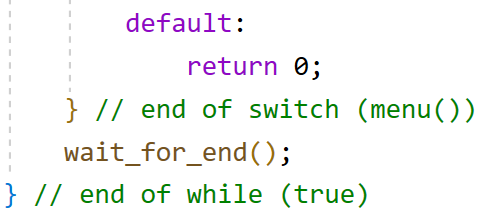 default:
return 0;
} // end of switch (menu())
wait_for_end();
} // end of while (true)